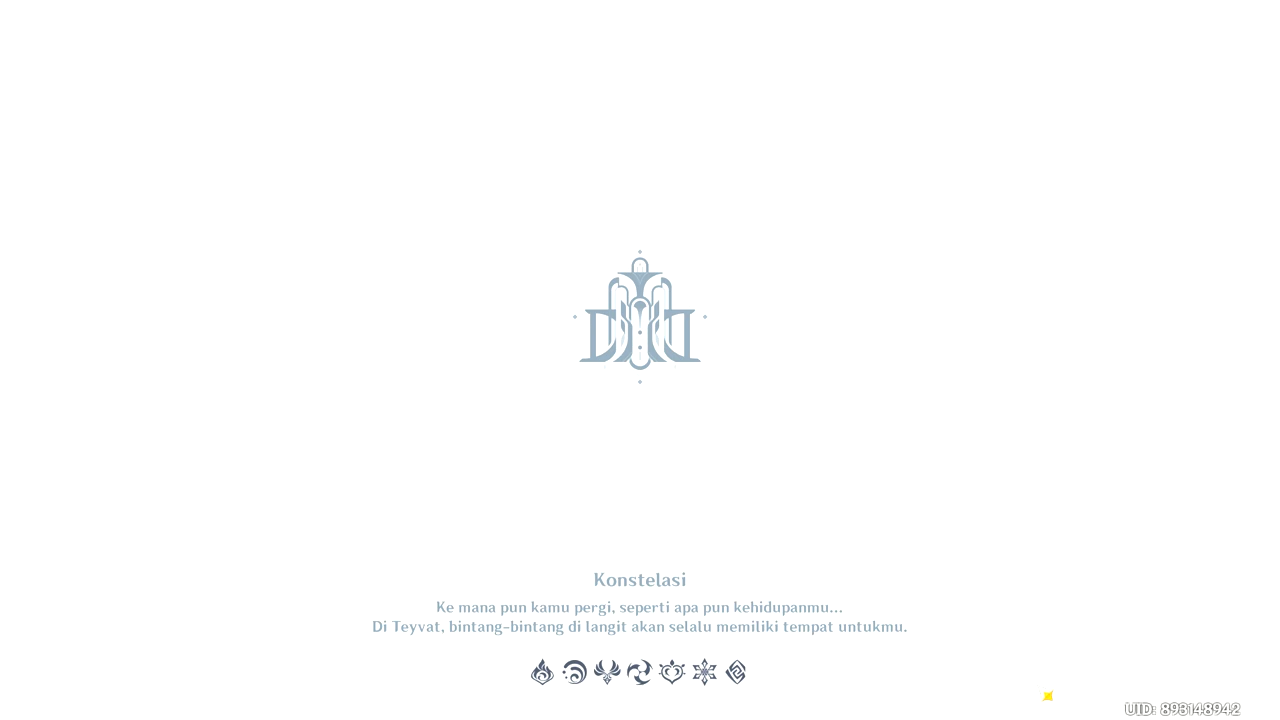 Konstelasi
Ke mana pun kamu pergi, seperti apa pun kehidupanmu...
Di Teyvat, bintang-bintang di langit akan selalu memiliki tempat untukmu.
UID: 893148942